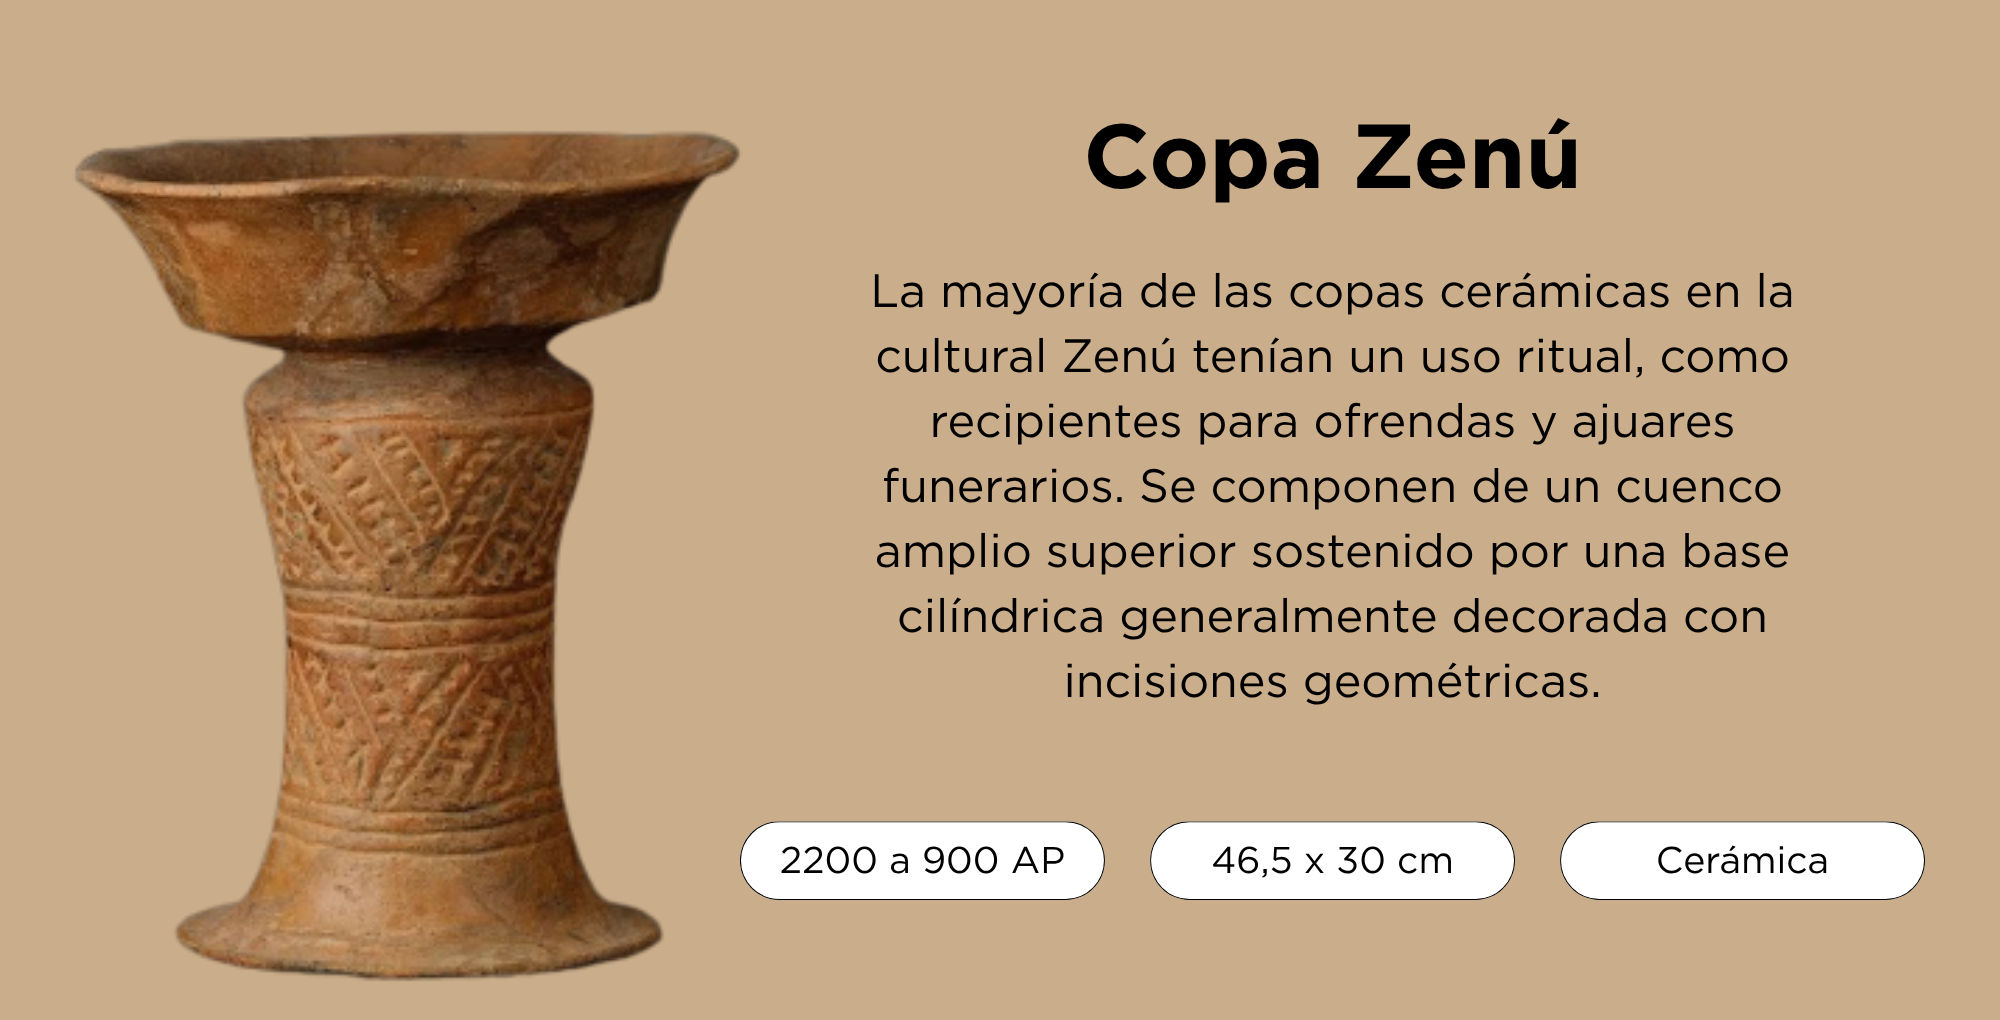 Copa Zenú
La mayoría de las copas cerámicas en la
cultural Zenú tenían un uso ritual, como
recipientes para ofrendas y ajuares
funerarios. Se componen de un cuenco
amplio superior sostenido por una base
cilíndrica generalmente decorada con
incisiones geométricas.
2200 a 900 AP
46,5 x 30 cm
Cerámica